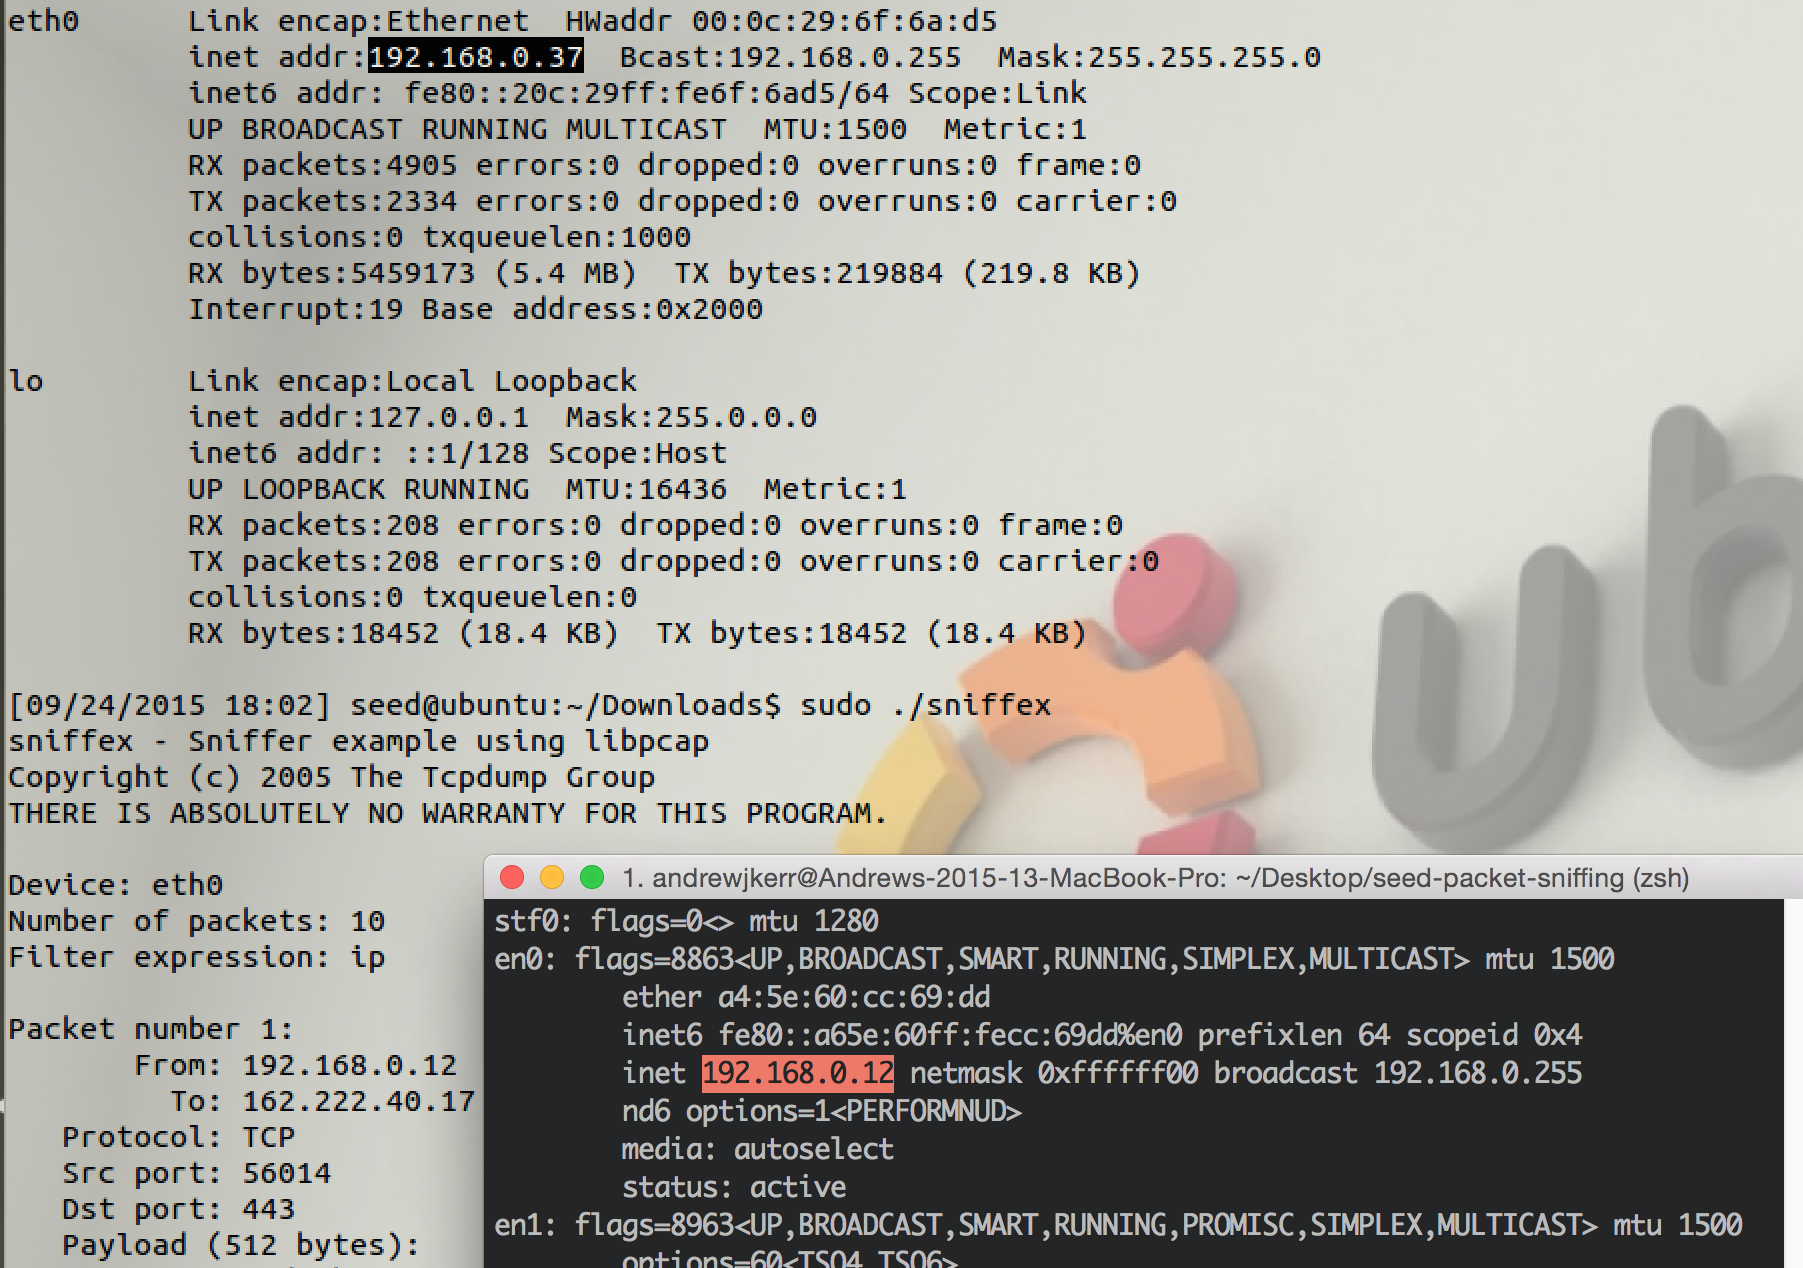 eth0      Link encap:Ethernet  HWaddr 00:0c:29:6f:6a:d5
          inet addr:192.168.0.37  Bcast:192.168.0.255  Mask:255.255.255.0
          inet6 addr: fe80::20c:29ff:fe6f:6ad5/64 Scope:Link
          UP BROADCAST RUNNING MULTICAST  MTU:1500  Metric:1
          RX packets:4905 errors:0 dropped:0 overruns:0 frame:0
          TX packets:2334 errors:0 dropped:0 overruns:0 carrier:0
          collisions:0 txqueuelen:1000
          RX bytes:5459173 (5.4 MB)  TX bytes:219884 (219.8 KB)
          Interrupt:19 Base address:0x2000
lo        Link encap:Local Loopback
          inet addr:127.0.0.1  Mask:255.0.0.0
          inet6 addr: ::1/128 Scope:Host
          UP LOOPBACK RUNNING  MTU:16436  Metric:1
          RX packets:208 errors:0 dropped:0 overruns:0 frame:0
          TX packets:208 errors:0 dropped:0 overruns:0 carrier:0
          collisions:0 txqueuelen:0
          RX bytes:18452 (18.4 KB)  TX bytes:18452 (18.4 KB)
[09/24/2015 18:02] seed@ubuntu:~/Downloads$ sudo ./sniffex
sniffex - Sniffer example using libpcap
Copyright (c) 2005 The Tcpdump Group
THERE IS ABSOLUTELY NO WARRANTY FOR THIS PROGRAM.
Device: eth0
Number of packets: 10
Filter expression: ip
Packet number 1:
       From: 192.168.0.12
         To: 162.222.40.17
   Protocol: TCP
   Src port: 56014
   Dst port: 443
   Payload (512 bytes):
ub
1. andrewjkerr@Andrews-2015-13-MacBook-Pro: ~/Desktop/seed-packet-sniffing (zsh)
stf0: flags=0<> mtu 1280
en0: flags=8863<UP,BROADCAST,SMART,RUNNING,SIMPLEX,MULTICAST> mtu 1500
        ether a4:5e:60:cc:69:dd
        inet6 fe80::a65e:60ff:fecc:69dd%en0 prefixlen 64 scopeid 0x4
        inet 192.168.0.12 netmask 0xffffff00 broadcast 192.168.0.255
        nd6 options=1<PERFORMNUD>
        media: autoselect
        status: active
en1: flags=8963<UP,BROADCAST,SMART,RUNNING,PROMISC,SIMPLEX,MULTICAST> mtu 1500
        options=60<TSO4,TSO6>